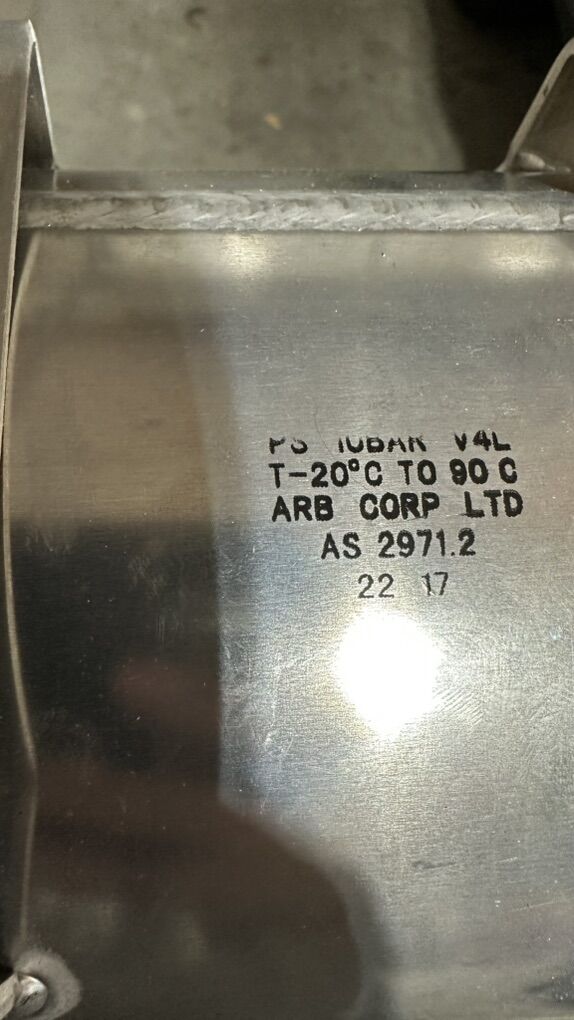 PS 10BAR V4L
T-20°C TO 90 C
ARB CORP LTD
AS 2971.2
22 17